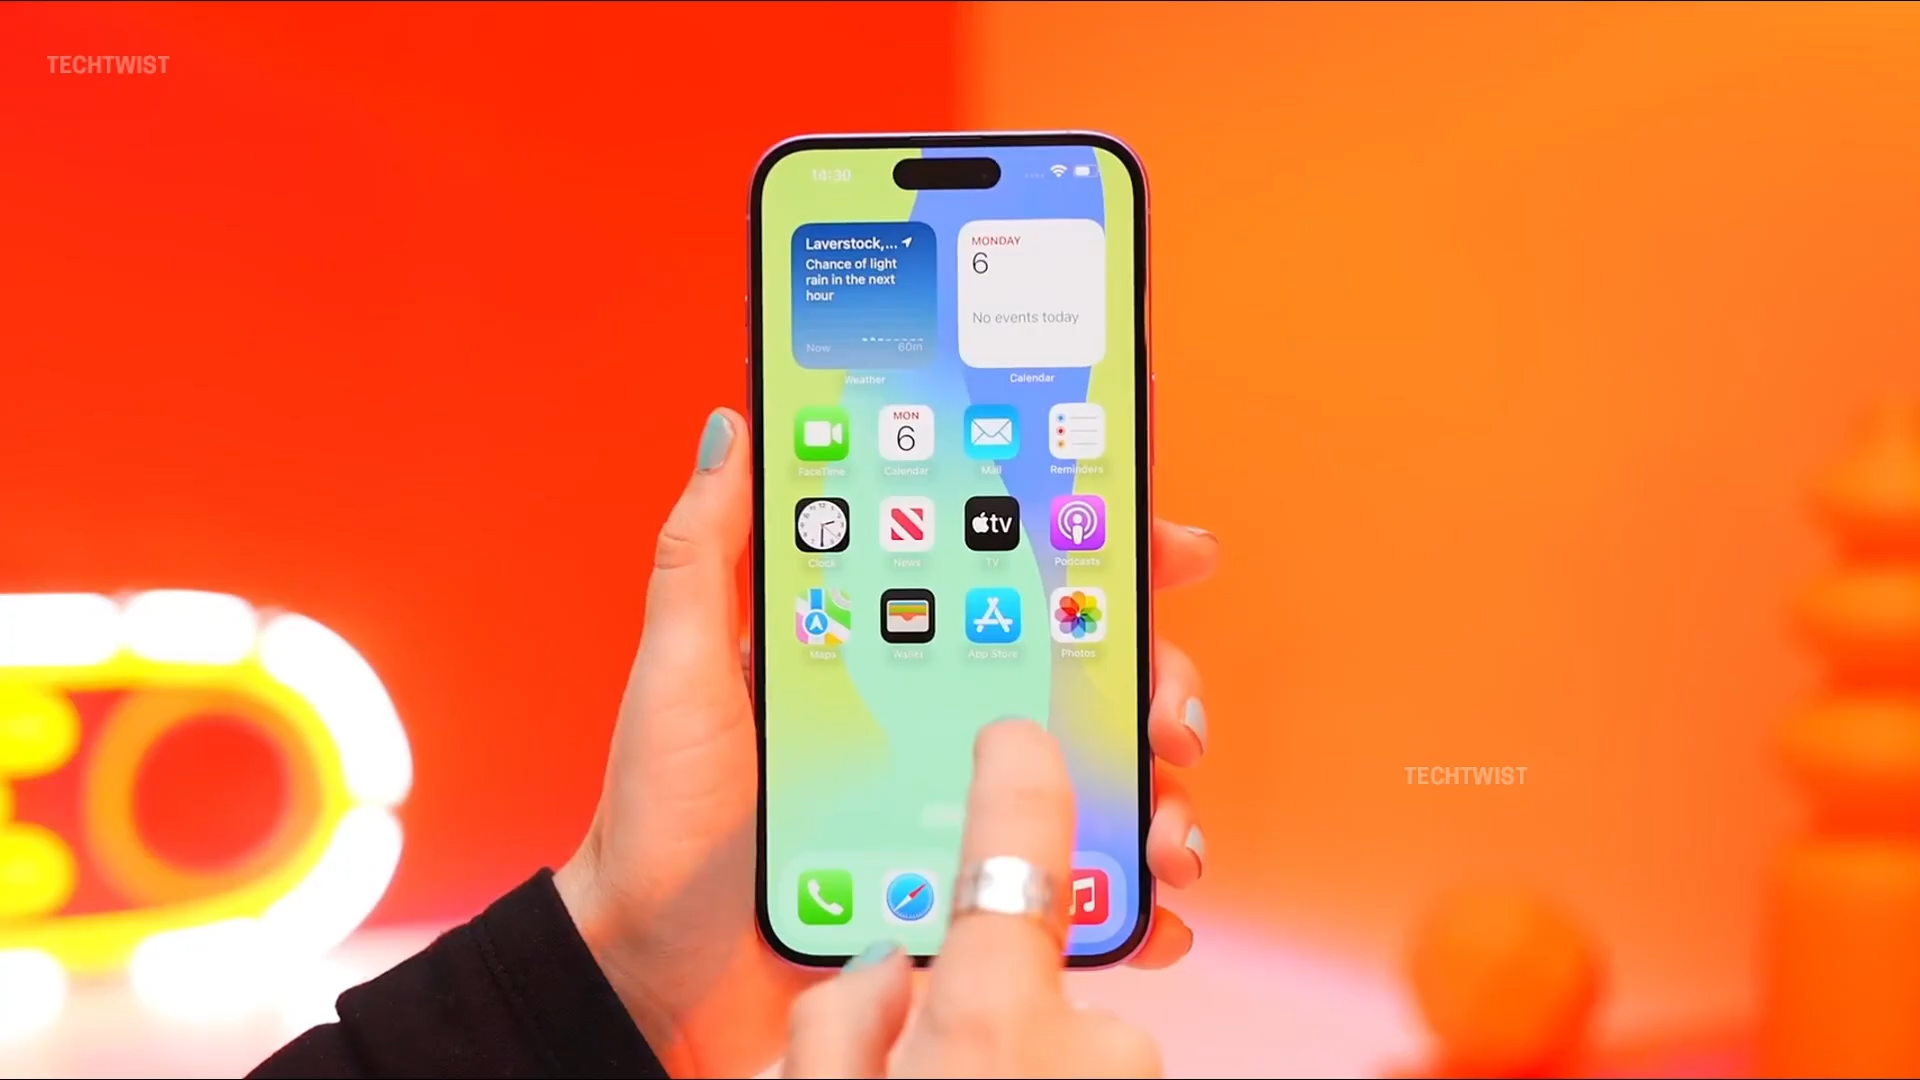 TECHTWIST
14:30
Laverstock,...
Chance of light
rain in the next
hour
Now 60m
Weather
MONDAY
6
No events today
Calendar
FaceTime
MON
6
Calendar
Mail
Reminders
Clock
News
tv
TV
Podcasts
Maps
Wallet
App Store
Photos
TECHTWIST